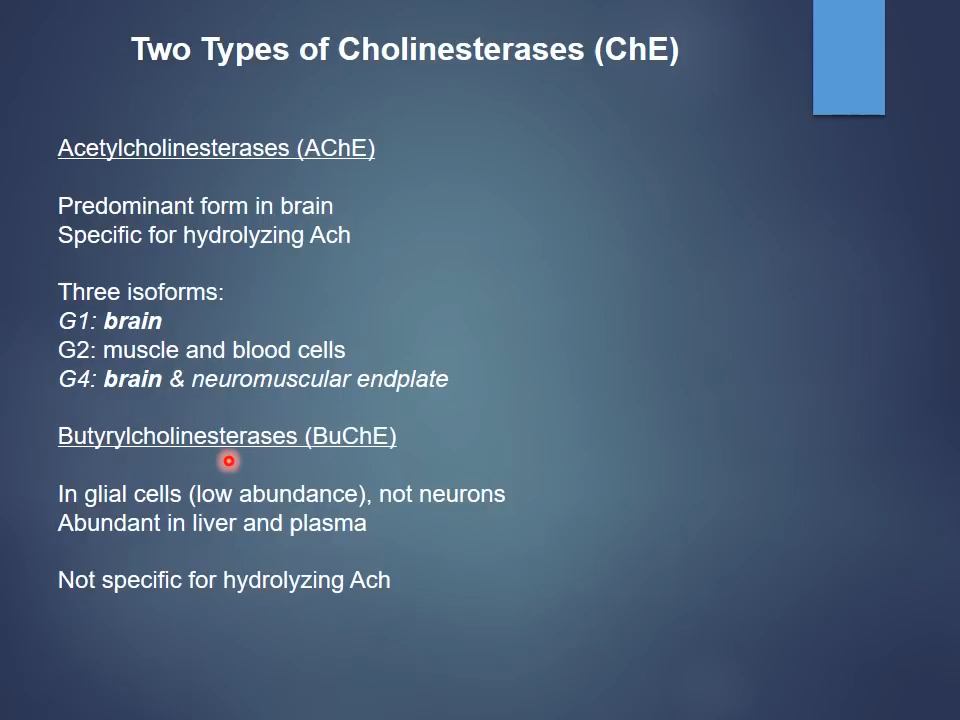 Two Types of Cholinesterases (ChE)
Acetylcholinesterases (AChE)
Predominant form in brain
Specific for hydrolyzing Ach
Three isoforms:
G1: brain
G2: muscle and blood cells
G4: brain & neuromuscular endplate
Butyrylcholinesterases (BuChE)
In glial cells (low abundance), not neurons
Abundant in liver and plasma
Not specific for hydrolyzing Ach